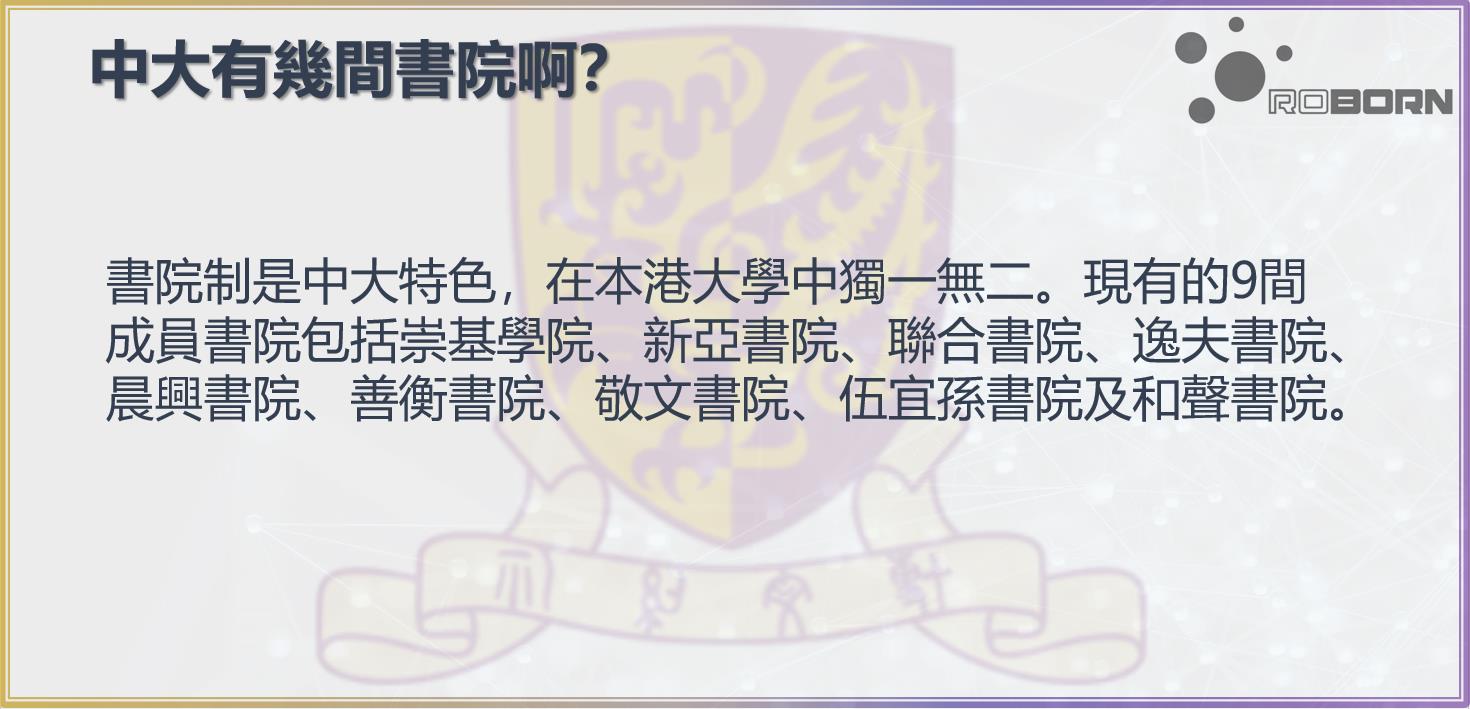 中大有幾間書院啊?
ROBORN
書院制是中大特色，在本港大學中獨一無二。現有的9間
成員書院包括崇基學院、新亞書院、聯合書院、逸夫書院、
晨興書院、善衡書院、敬文書院、伍宜孫書院及和聲書院。